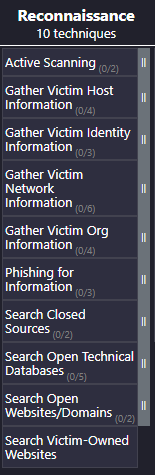 Reconnaissance
10 techniques
Active Scanning (0/2)
Gather Victim Host
Information (0/4)
Gather Victim Identity
Information (0/3)
Gather Victim
Network
Information (0/6)
Gather Victim Org
Information (0/4)
Phishing for
Information (0/3)
Search Closed
Sources (0/2)
Search Open Technical
Databases (0/5)
Search Open
Websites/Domains (0/2)
Search Victim-Owned
Websites